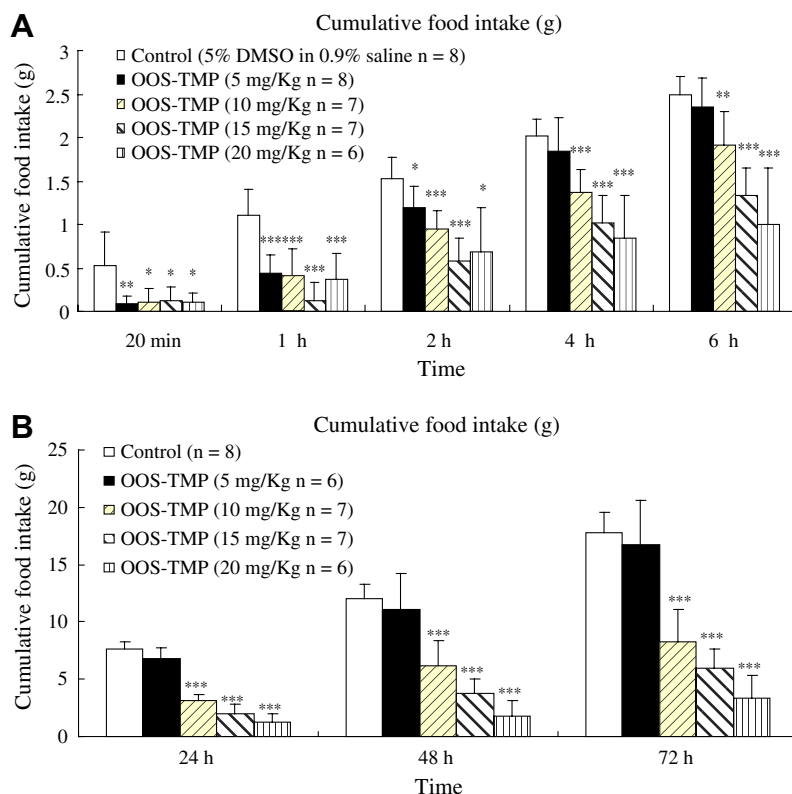 A
Cumulative food intake (g)
Control (5% DMSO in 0.9% saline n = 8)
OOS-TMP (5 mg/Kg n = 8)
OOS-TMP (10 mg/Kg n = 7)
OOS-TMP (15 mg/Kg n = 7)
OOS-TMP (20 mg/Kg n = 6)
Cumulative food intake (g)
3
2.5
2
1.5
1
0.5
0
** * * *
****** *** ***
* *** *** *
*** *** ***
** *** ***
20 min 1 h 2 h 4 h 6 h
Time
B
Cumulative food intake (g)
Control (n = 8)
OOS-TMP (5 mg/Kg n = 6)
OOS-TMP (10 mg/Kg n = 7)
OOS-TMP (15 mg/Kg n = 7)
OOS-TMP (20 mg/Kg n = 6)
Cumulative food intake (g)
25
20
15
10
5
0
*** *** ***
*** *** ***
*** *** ***
24 h 48 h 72 h
Time